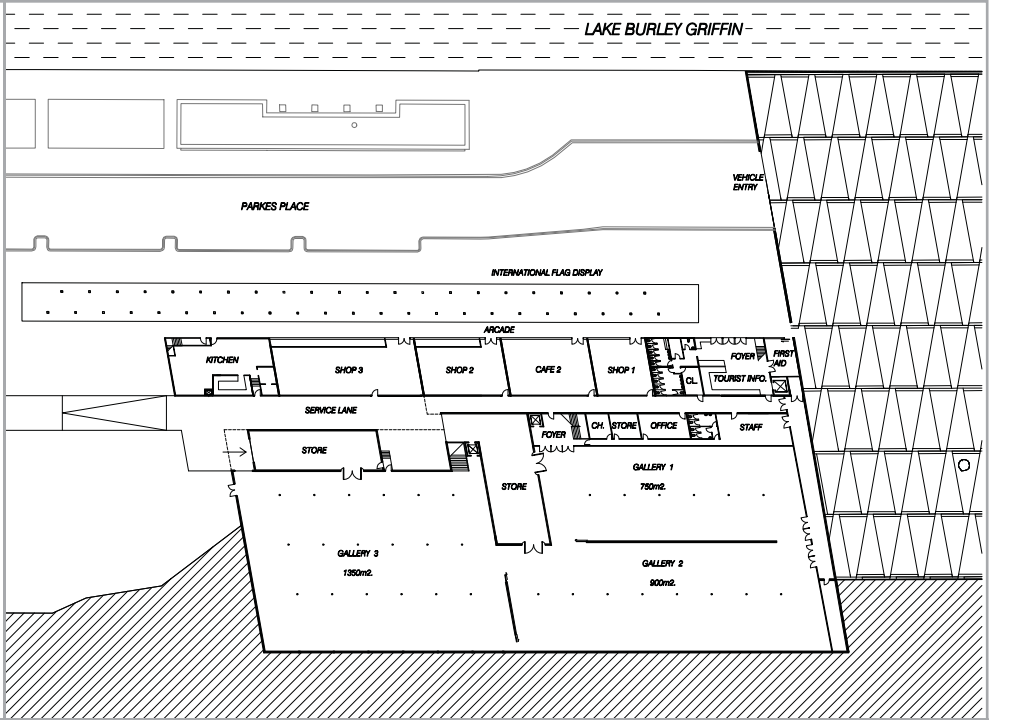 LAKE BURLEY GRIFFIN
VEHICLE
ENTRY
PARKES PLACE
INTERNATIONAL FLAG DISPLAY
ARCADE
KITCHEN
SHOP 3
SHOP 2
CAFE 2
SHOP 1
CL.
FOYER
TOURIST INFO.
FIRST
AID
SERVICE LANE
STORE
FOYER
CH.
STORE
OFFICE
STAFF
STORE
GALLERY 1
750m2.
GALLERY 3
1350m2.
GALLERY 2
900m2.